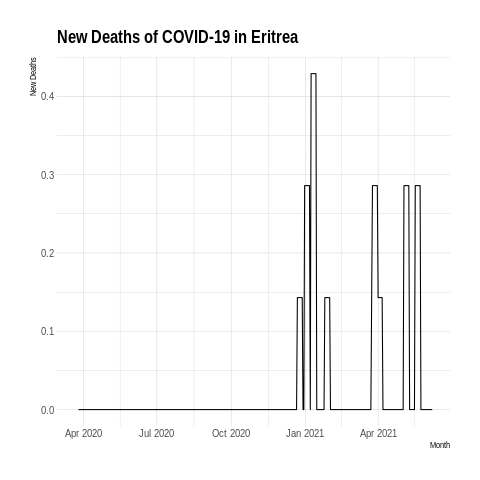 New Deaths of COVID-19 in Eritrea
New Deaths
0.4
0.3
0.2
0.1
0.0
Apr 2020 Jul 2020 Oct 2020 Jan 2021 Apr 2021
Month